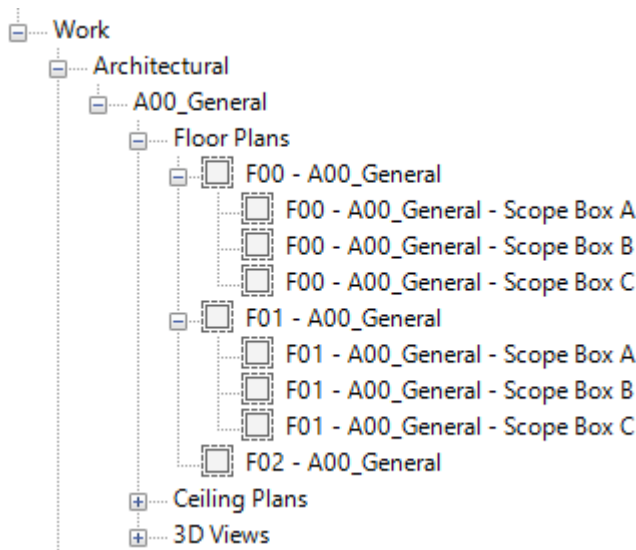 Work
Architectural
A00_General
Floor Plans
F00 - A00_General
F00 - A00_General - Scope Box A
F00 - A00_General - Scope Box B
F00 - A00_General - Scope Box C
F01 - A00_General
F01 - A00_General - Scope Box A
F01 - A00_General - Scope Box B
F01 - A00_General - Scope Box C
F02 - A00_General
Ceiling Plans
3D Views